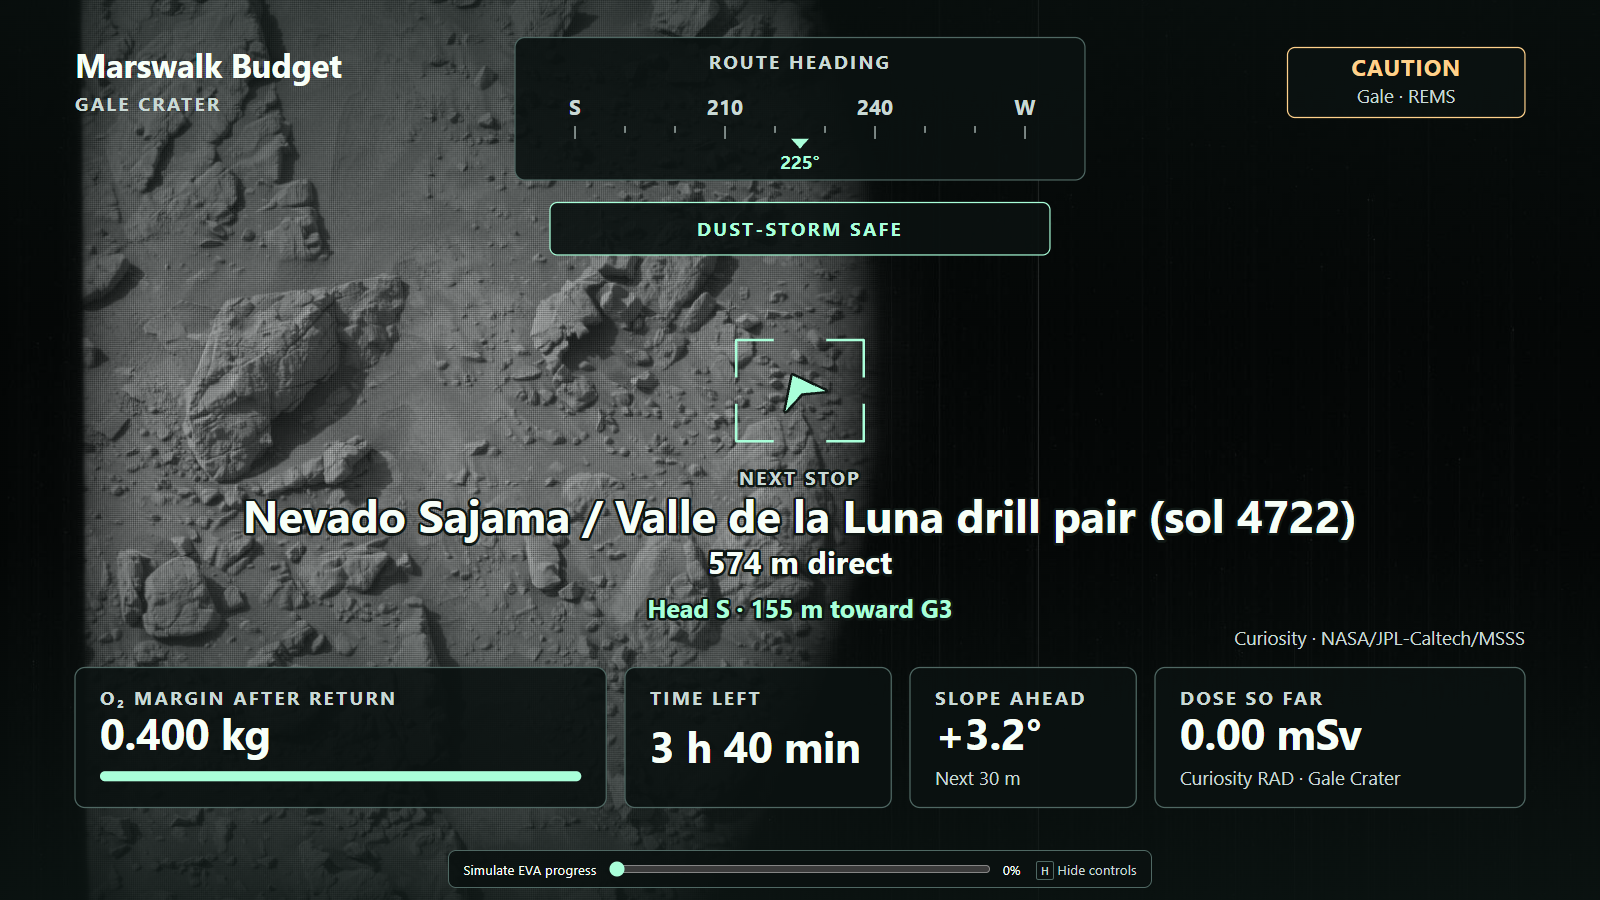 Marswalk Budget
GALE CRATER
ROUTE HEADING
S 210 240 W
225°
CAUTION
Gale · REMS
DUST-STORM SAFE
NEXT STOP
Nevado Sajama / Valle de la Luna drill pair (sol 4722)
574 m direct
Head S · 155 m toward G3
Curiosity · NASA/JPL-Caltech/MSSS
O₂ MARGIN AFTER RETURN
0.400 kg
TIME LEFT
3 h 40 min
SLOPE AHEAD
+3.2°
Next 30 m
DOSE SO FAR
0.00 mSv
Curiosity RAD · Gale Crater
Simulate EVA progress 0% H Hide controls